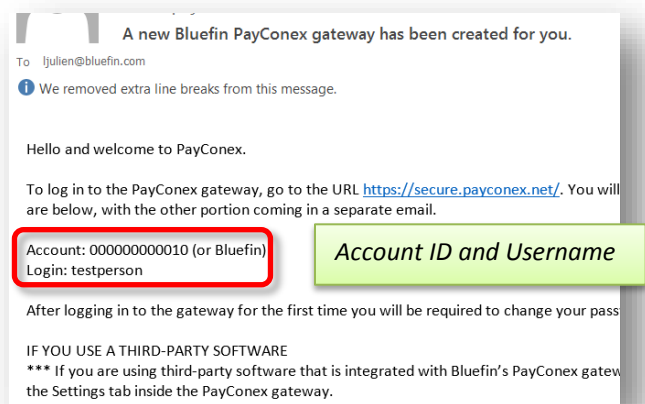 A new Bluefin PayConex gateway has been created for you.
To ljulien@bluefin.com
We removed extra line breaks from this message.
Hello and welcome to PayConex.
To log in to the PayConex gateway, go to the URL https://secure.payconex.net/. You will
are below, with the other portion coming in a separate email.
Account: 000000000010 (or Bluefin)
Login: testperson
Account ID and Username
After logging in to the gateway for the first time you will be required to change your pass
IF YOU USE A THIRD-PARTY SOFTWARE
*** If you are using third-party software that is integrated with Bluefin's PayConex gatew
the Settings tab inside the PayConex gateway.